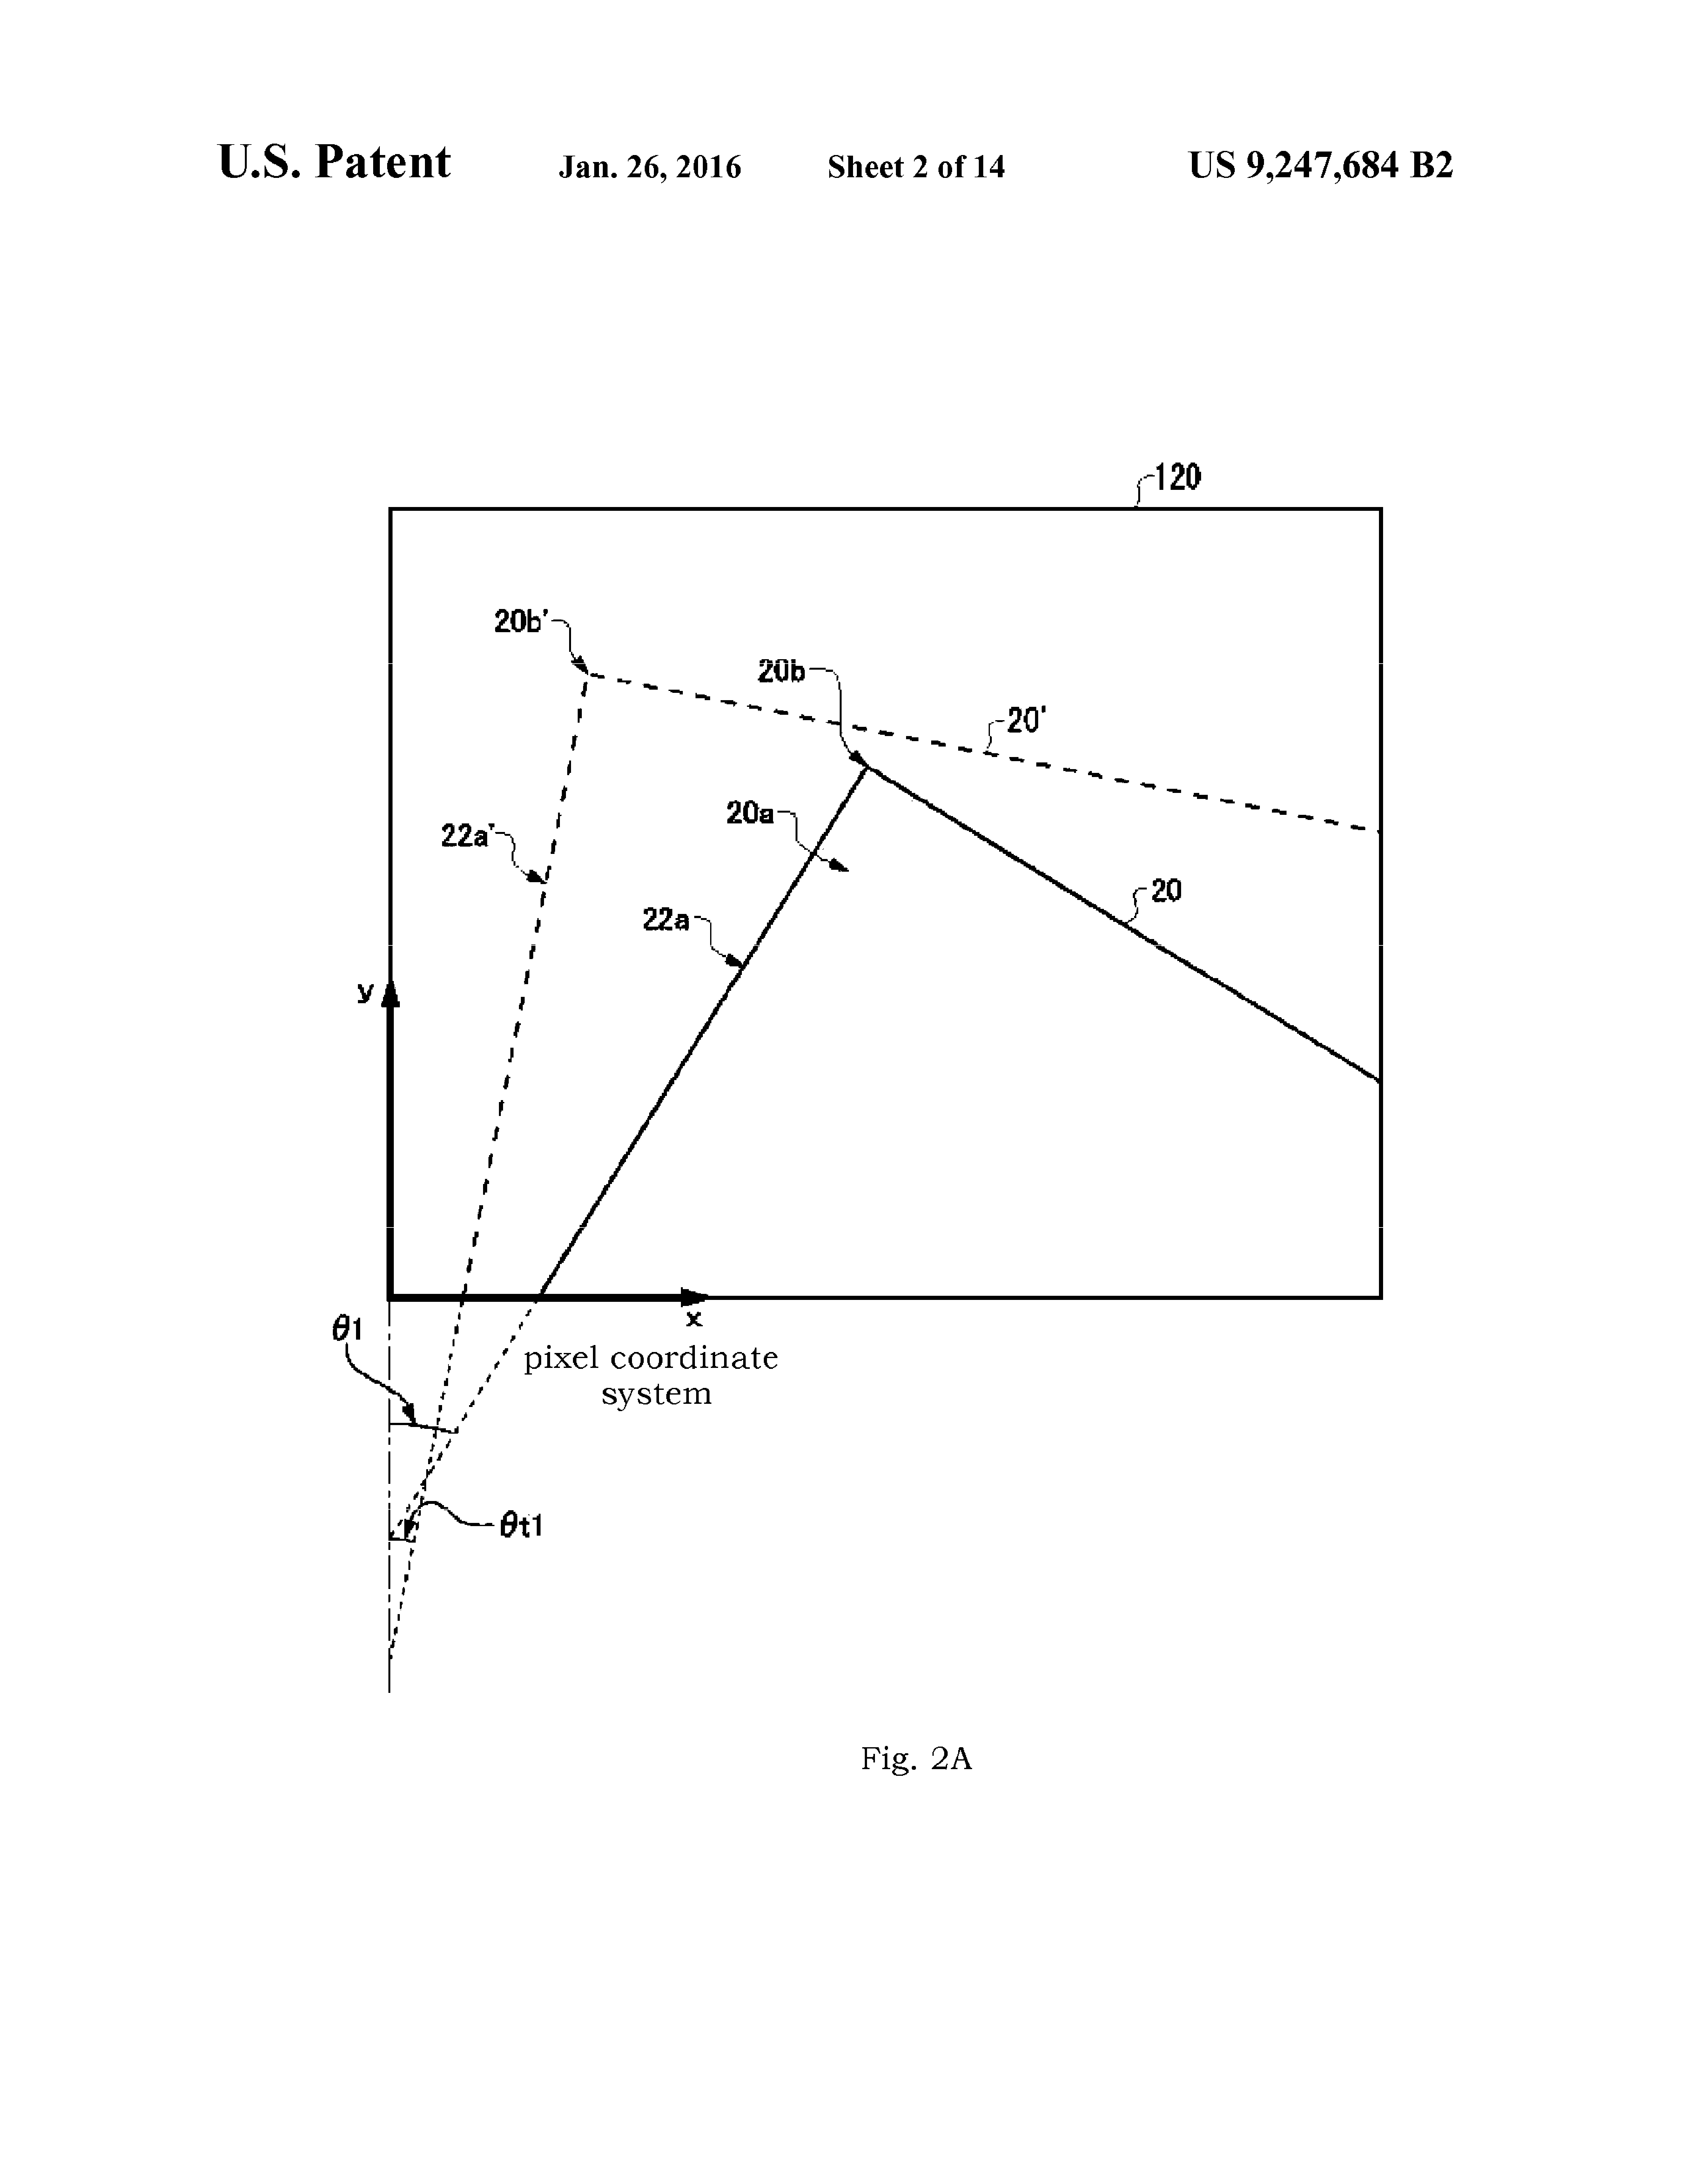 U.S. Patent Jan. 26, 2016 Sheet 2 of 14 US 9,247,684 B2
120
20b'
20b
20'
20a
22a'
20
22a
y
x
θ1
pixel coordinate
system
θt1
Fig. 2A